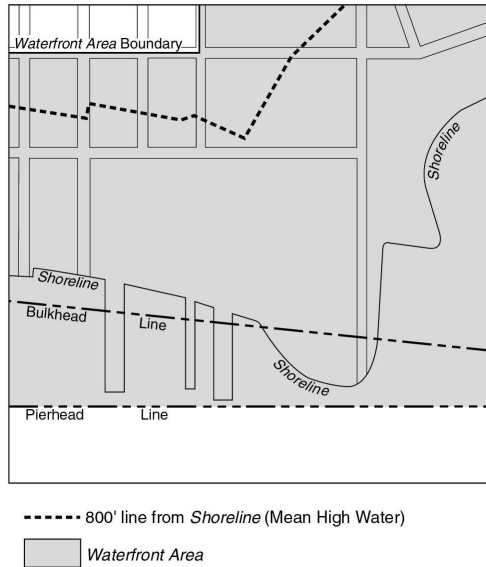 Waterfront Area Boundary
Shoreline
Shoreline
Bulkhead Line
Shoreline
Pierhead Line
800' line from Shoreline (Mean High Water)
Waterfront Area